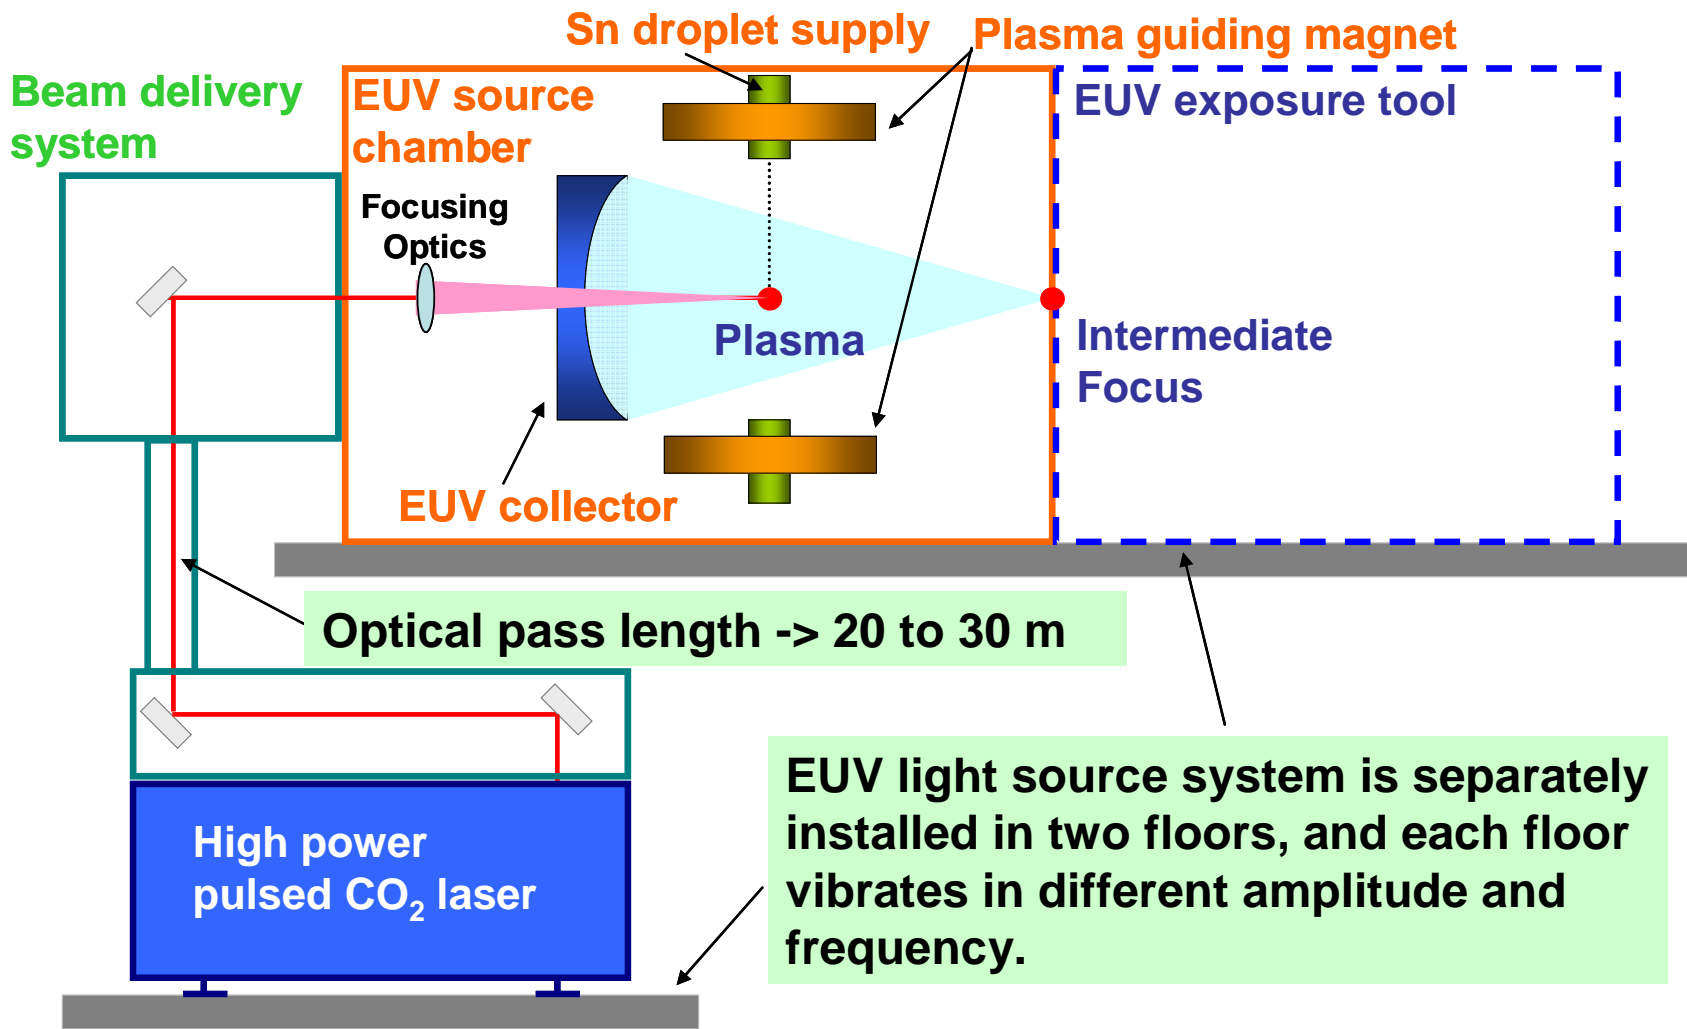 Sn droplet supply
Plasma guiding magnet
Beam delivery
system
EUV source
chamber
EUV exposure tool
Focusing
Optics
Plasma
Intermediate
Focus
EUV collector
Optical pass length -> 20 to 30 m
High power
pulsed CO₂ laser
EUV light source system is separately
installed in two floors, and each floor
vibrates in different amplitude and
frequency.